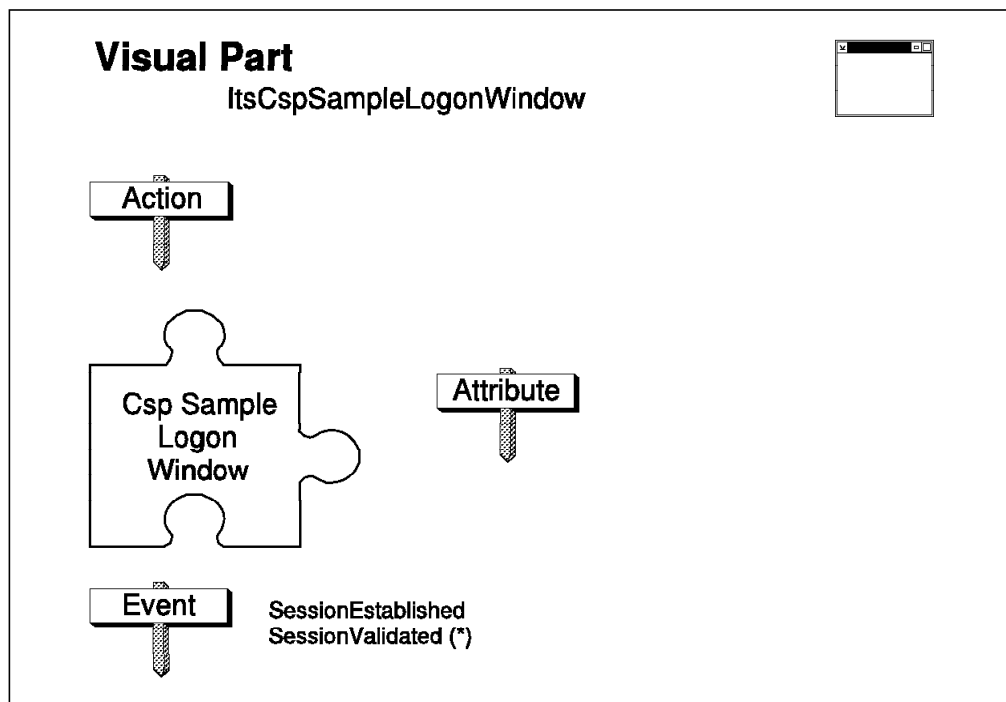 Visual Part
ItsCspSampleLogonWindow
Action
Csp Sample
Logon
Window
Attribute
Event
SessionEstablished
SessionValidated (*)